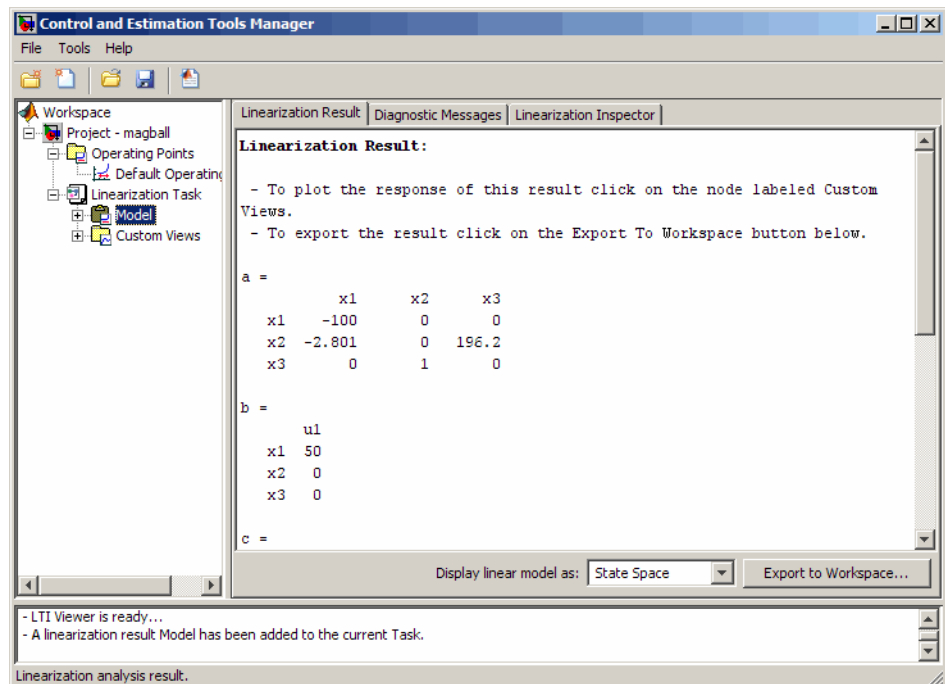 Control and Estimation Tools Manager
File Tools Help
Workspace
Project - magball
Operating Points
Default Operating
Linearization Task
Model
Custom Views
Linearization Result Diagnostic Messages Linearization Inspector
Linearization Result:
- To plot the response of this result click on the node labeled Custom
Views.
- To export the result click on the Export To Workspace button below.
a =
x1 x2 x3
x1 -100 0 0
x2 -2.801 0 196.2
x3 0 1 0
b =
u1
x1 50
x2 0
x3 0
c =
Display linear model as: State Space Export to Workspace...
- LTI Viewer is ready...
- A linearization result Model has been added to the current Task.
Linearization analysis result.